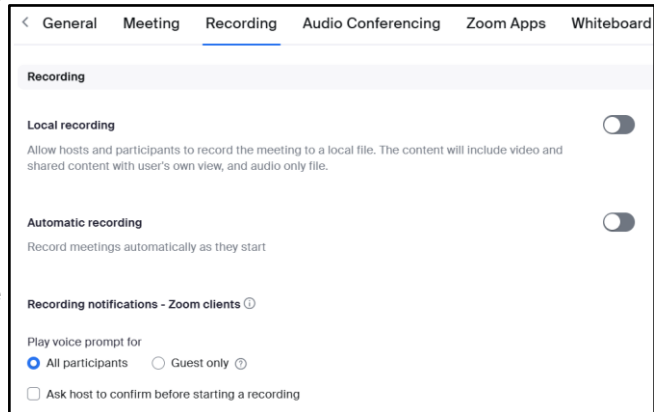 General Meeting Recording Audio Conferencing Zoom Apps Whiteboard
Recording
Local recording
Allow hosts and participants to record the meeting to a local file. The content will include video and
shared content with user's own view, and audio only file.
Automatic recording
Record meetings automatically as they start
Recording notifications - Zoom clients
Play voice prompt for
All participants Guest only
Ask host to confirm before starting a recording